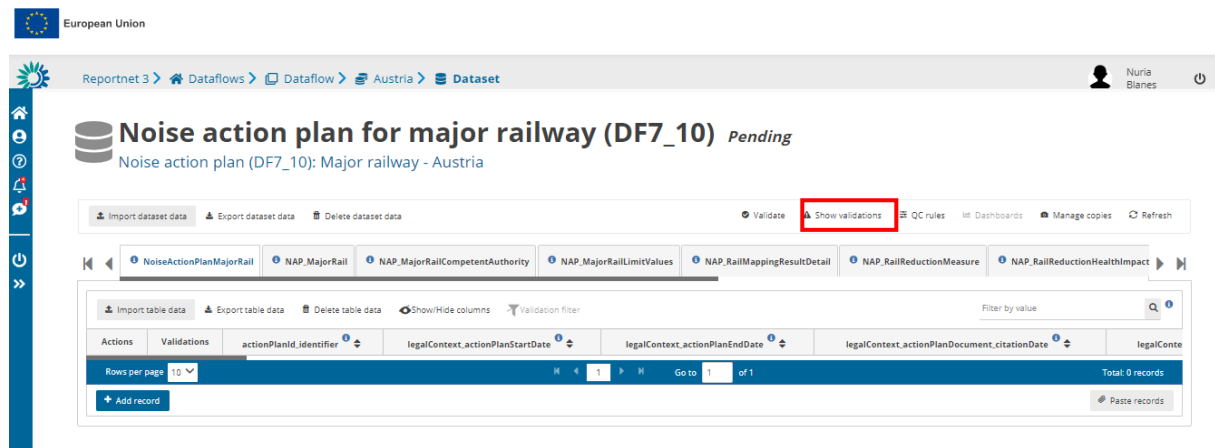 European Union
Reportnet 3 Dataflows Dataflow Austria Dataset
Nuria
Blanes
Noise action plan for major railway (DF7_10) Pending
Noise action plan (DF7_10): Major railway - Austria
Import dataset data Export dataset data Delete dataset data Validate Show validations QC rules Dashboards Manage copies Refresh
NoiseActionPlanMajorRail NAP_MajorRail NAP_MajorRailCompetentAuthority NAP_MajorRailLimitValues NAP_RailMappingResultDetail NAP_RailReductionMeasure NAP_RailReductionHealthImpact
Import table data Export table data Delete table data Show/Hide columns Validation filter Filter by value
Actions Validations actionPlanId_identifier legalContext_actionPlanStartDate legalContext_actionPlanEndDate legalContext_actionPlanDocument_citationDate legalConte
Rows per page 10 1 Go to 1 of 1 Total: 0 records
+ Add record Paste records